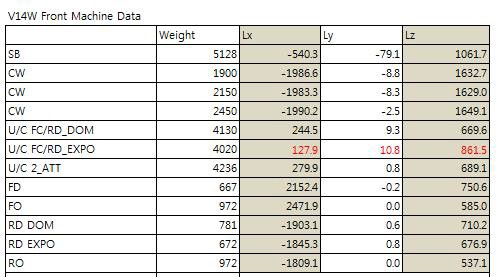 V14W Front Machine Data
Weight Lx Ly Lz
SB 5128 -540.3 -79.1 1061.7
CW 1900 -1986.6 -8.8 1632.7
CW 2150 -1983.3 -8.3 1629.0
CW 2450 -1990.2 -2.5 1649.1
U/C FC/RD_DOM 4130 244.5 9.3 669.6
U/C FC/RD_EXPO 4020 127.9 10.8 861.5
U/C 2_ATT 4236 279.9 0.8 689.1
FD 667 2152.4 -0.2 750.6
FO 972 2471.9 0.0 585.0
RD DOM 781 -1903.1 0.6 710.2
RD EXPO 672 -1845.3 0.8 676.9
RO 972 -1809.1 0.0 537.1